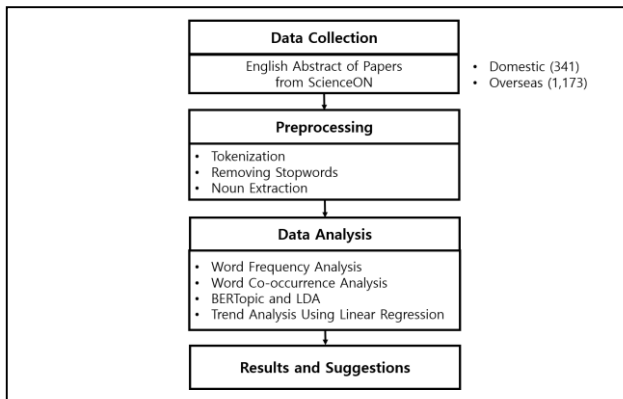 Data Collection
English Abstract of Papers
from ScienceON
• Domestic (341)
• Overseas (1,173)
Preprocessing
• Tokenization
• Removing Stopwords
• Noun Extraction
Data Analysis
• Word Frequency Analysis
• Word Co-occurrence Analysis
• BERTopic and LDA
• Trend Analysis Using Linear Regression
Results and Suggestions